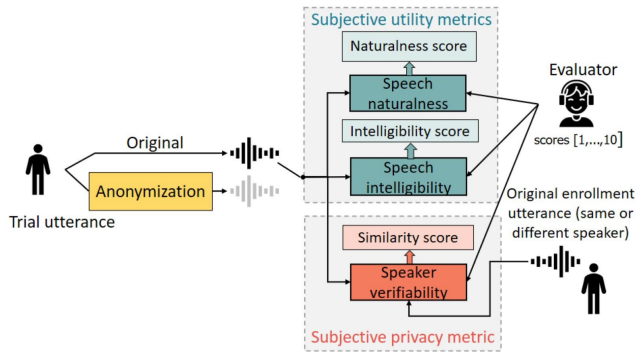 Subjective utility metrics
Naturalness score
Speech
naturalness
Intelligibility score
Speech
intelligibility
Evaluator
scores [1,...,10]
Original
Anonymization
Trial utterance
Original enrollment
utterance (same or
different speaker)
Similarity score
Speaker
verifiability
Subjective privacy metric